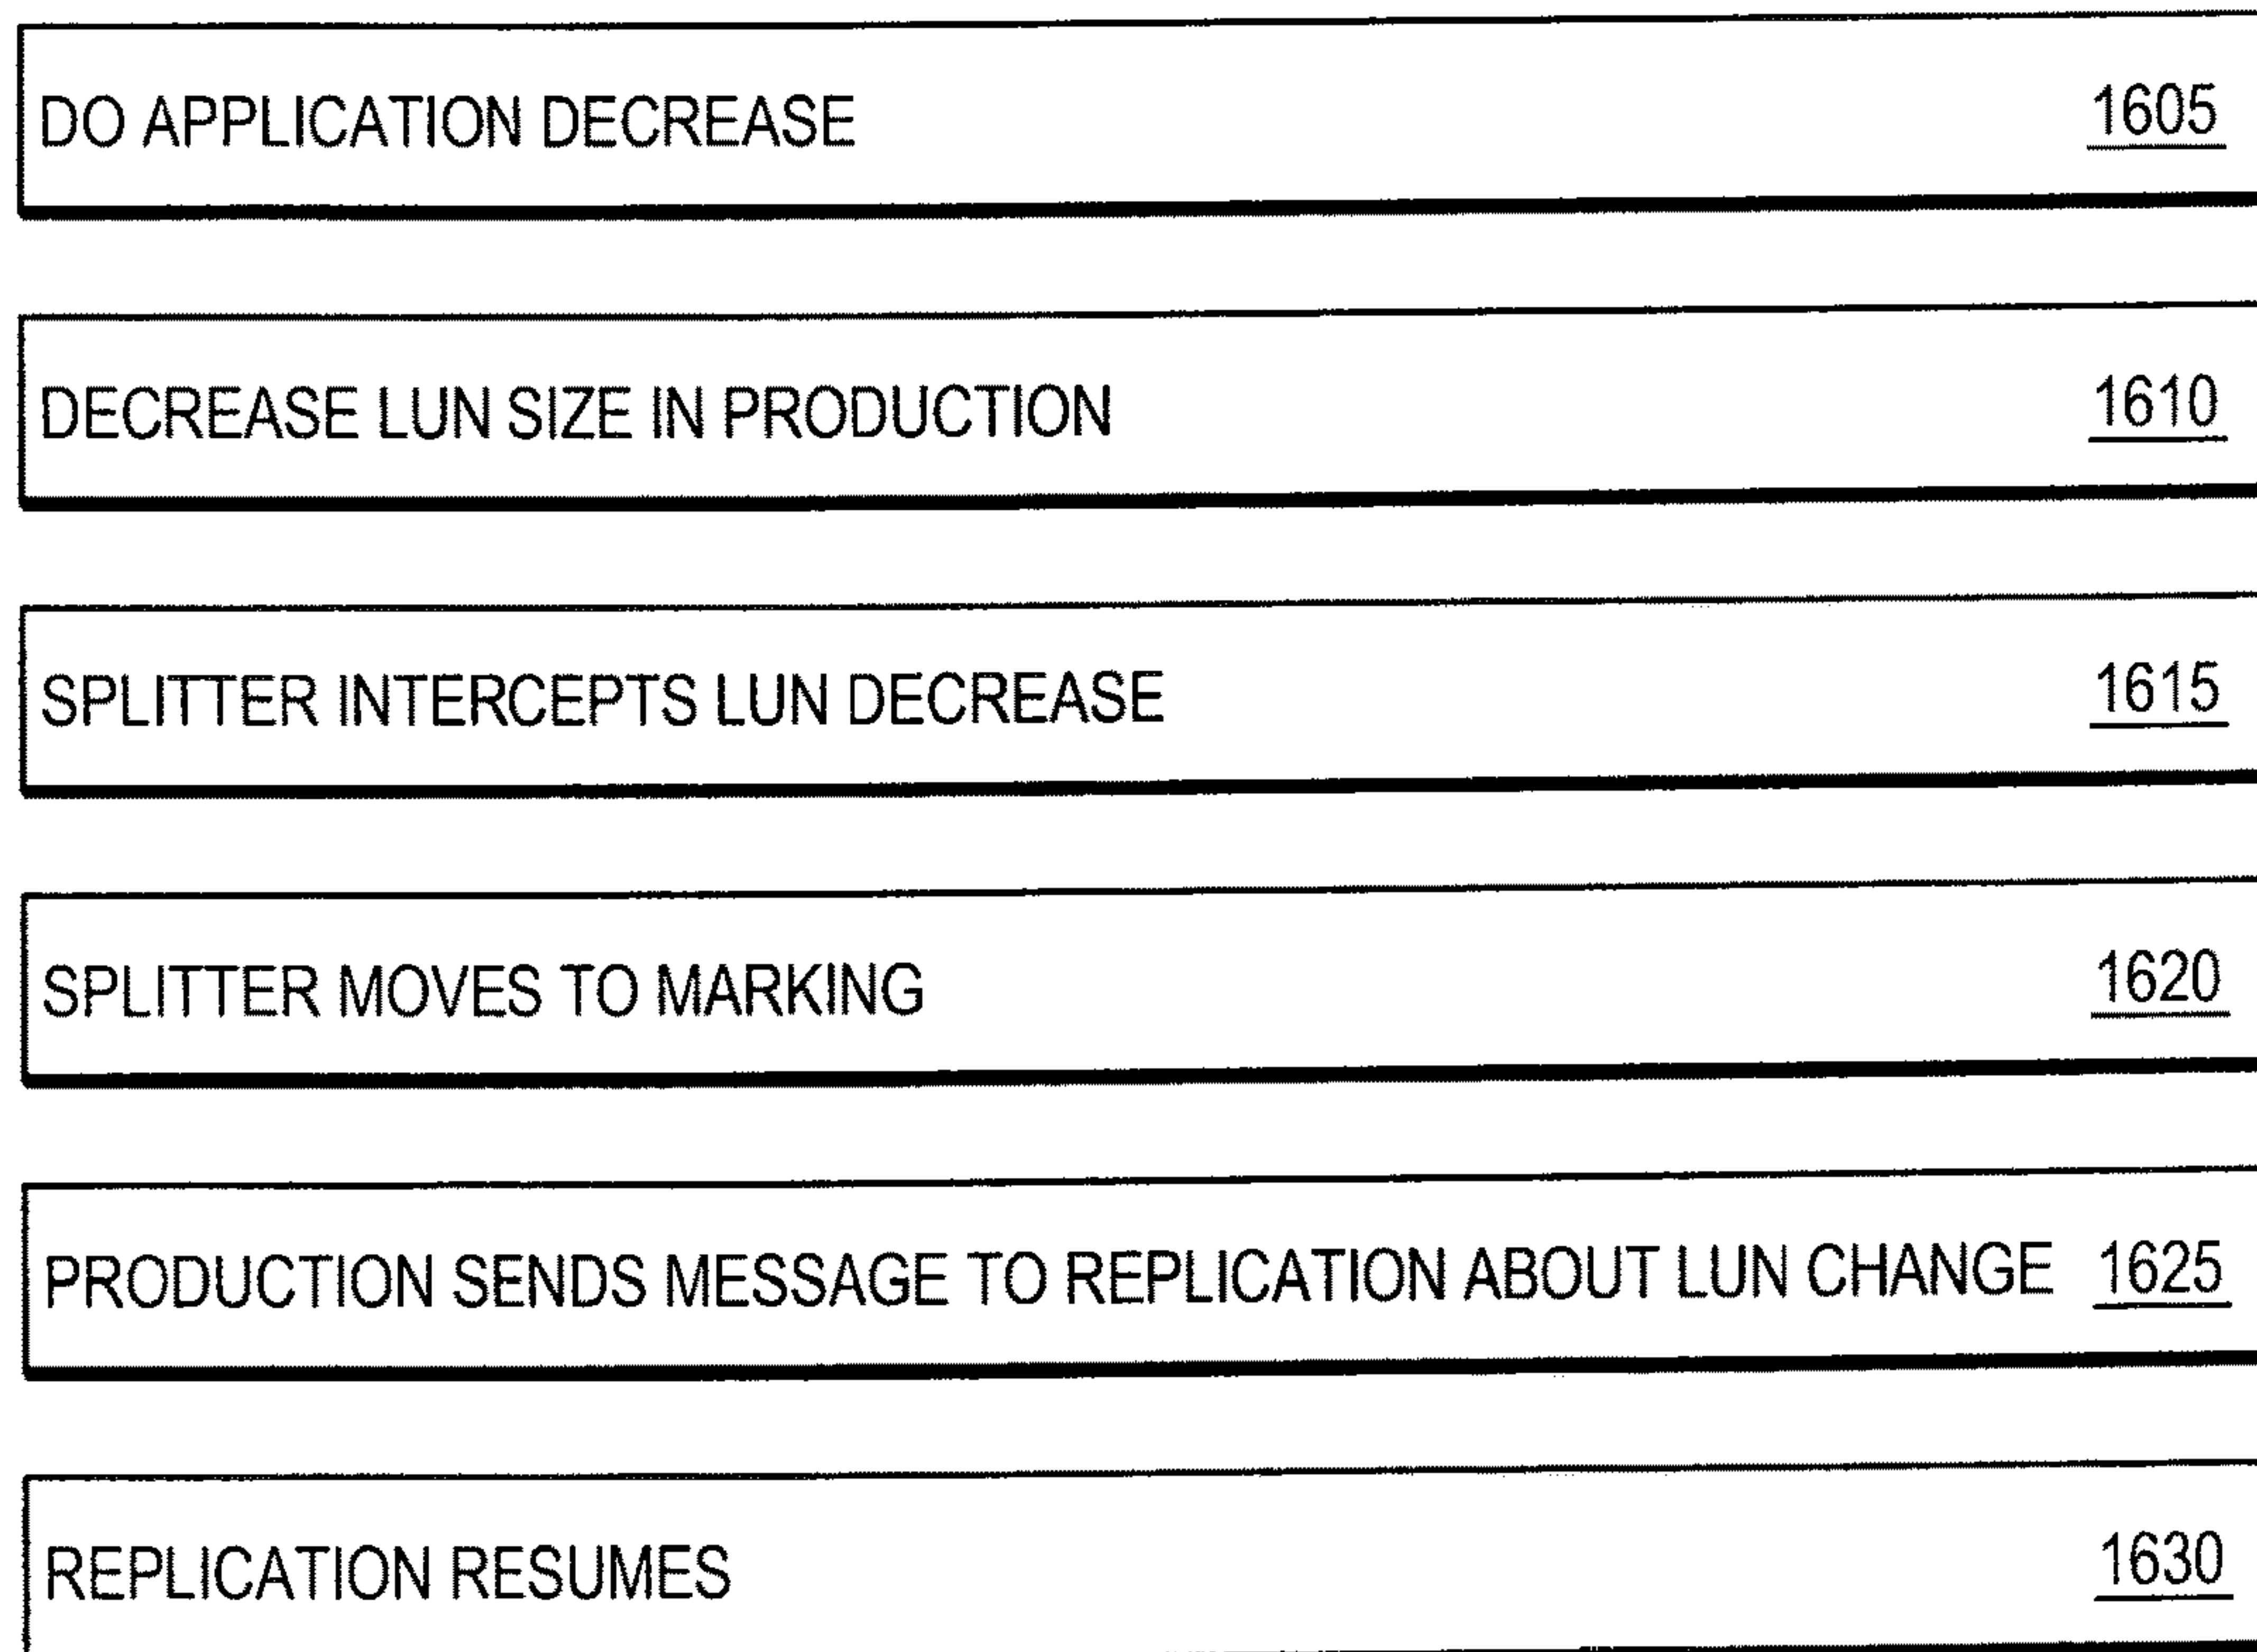 DO APPLICATION DECREASE 1605
DECREASE LUN SIZE IN PRODUCTION 1610
SPLITTER INTERCEPTS LUN DECREASE 1615
SPLITTER MOVES TO MARKING 1620
PRODUCTION SENDS MESSAGE TO REPLICATION ABOUT LUN CHANGE 1625
REPLICATION RESUMES 1630